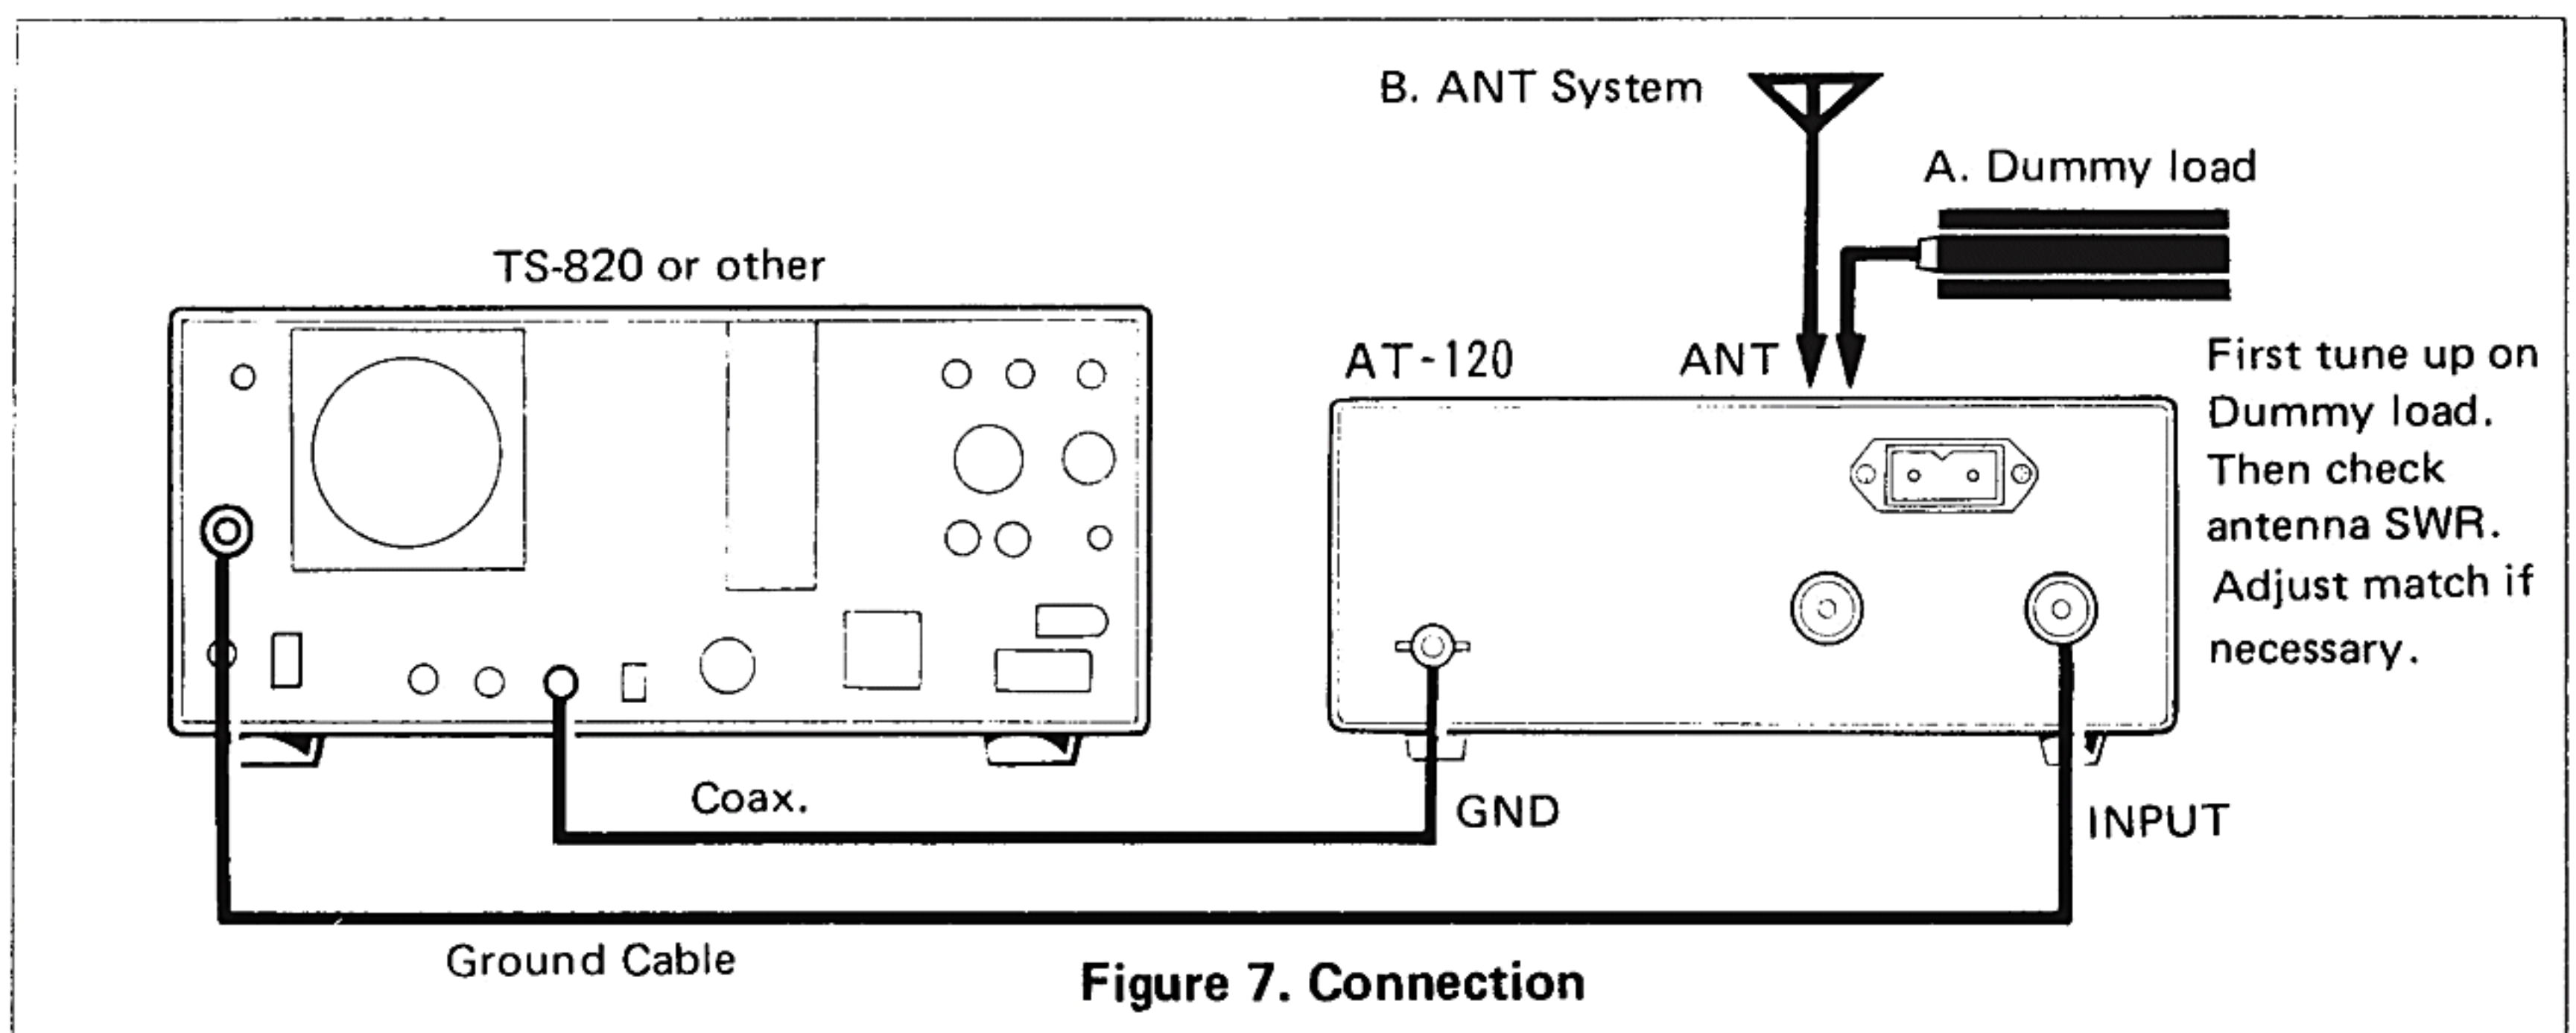 B. ANT System
A. Dummy load
TS-820 or other
AT-120
ANT
First tune up on
Dummy load.
Then check
antenna SWR.
Adjust match if
necessary.
Coax.
GND
INPUT
Ground Cable
Figure 7. Connection